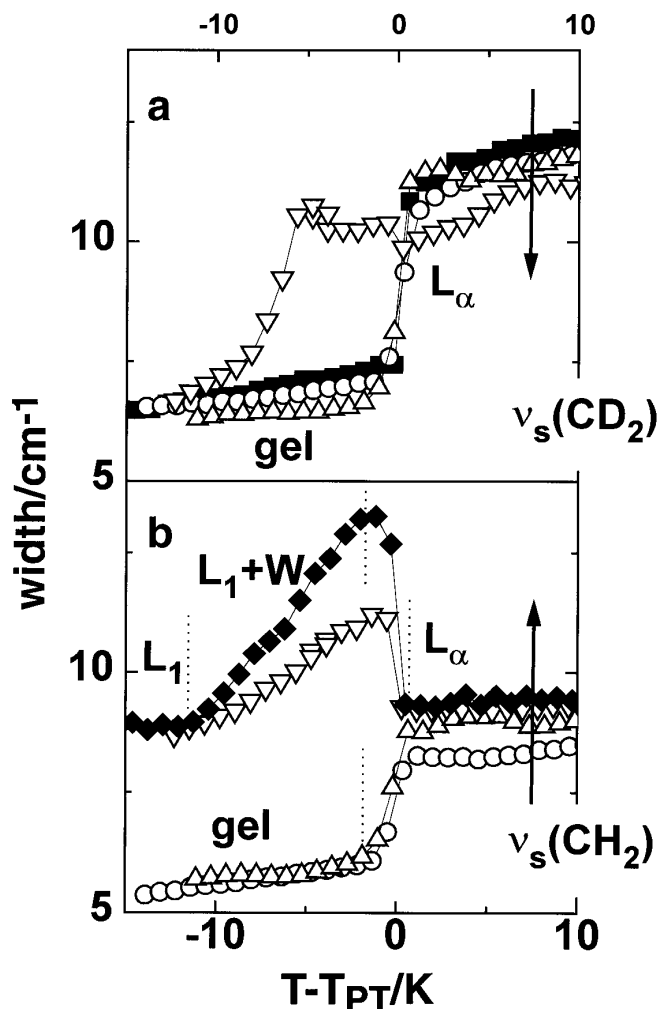 -10 0 10
a
10
Lα
νs(CD2)
gel
5
width/cm-1
b
L1+W
L1
Lα
10
gel
νs(CH2)
5
-10 0 10
T-TPT/K